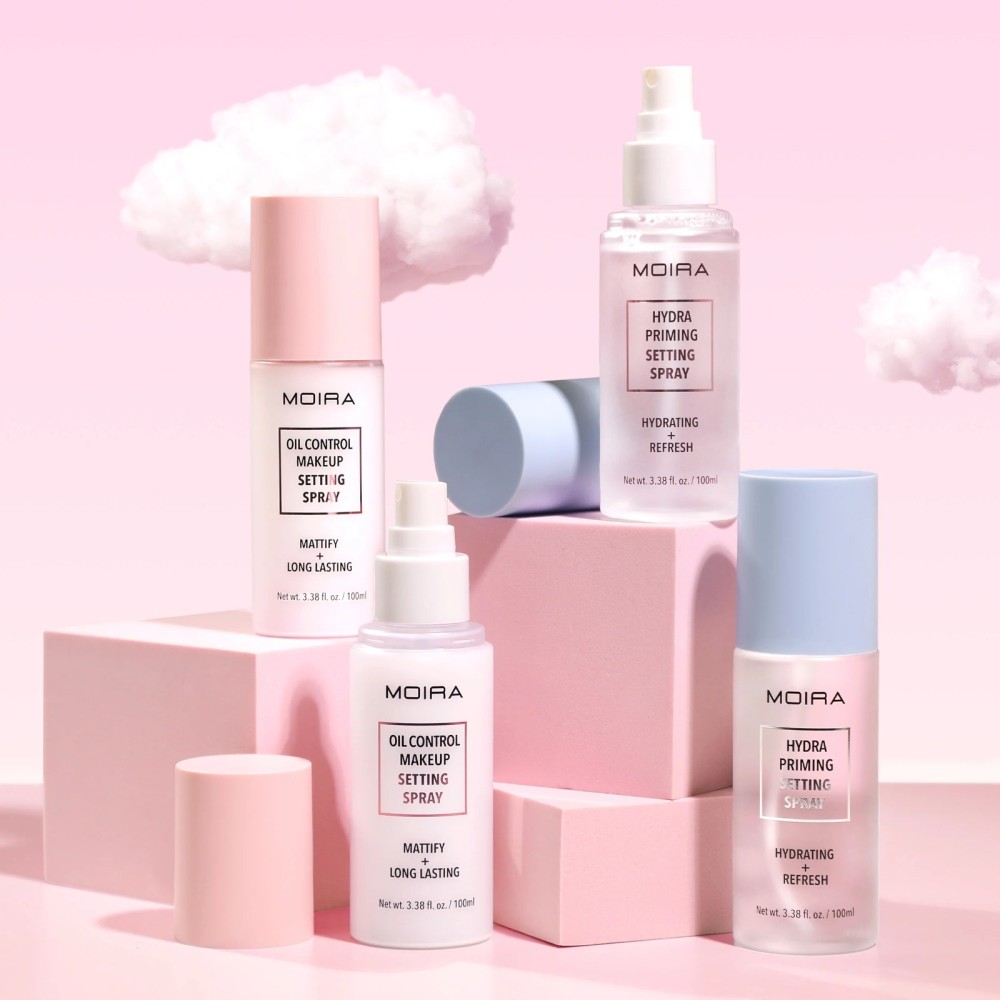 MOIRA
HYDRA
PRIMING
SETTING
SPRAY
HYDRATING
+
REFRESH
Net wt. 3.38 fl. oz. / 100ml
MOIRA
OIL CONTROL
MAKEUP
SETTING
SPRAY
MATTIFY
+
LONG LASTING
Net wt. 3.38 fl. oz. / 100ml
MOIRA
OIL CONTROL
MAKEUP
SETTING
SPRAY
MATTIFY
+
LONG LASTING
Net wt. 3.38 fl. oz. / 100ml
MOIRA
HYDRA
PRIMING
SETTING
SPRAY
HYDRATING
+
REFRESH
Net wt. 3.38 fl. oz. / 100ml